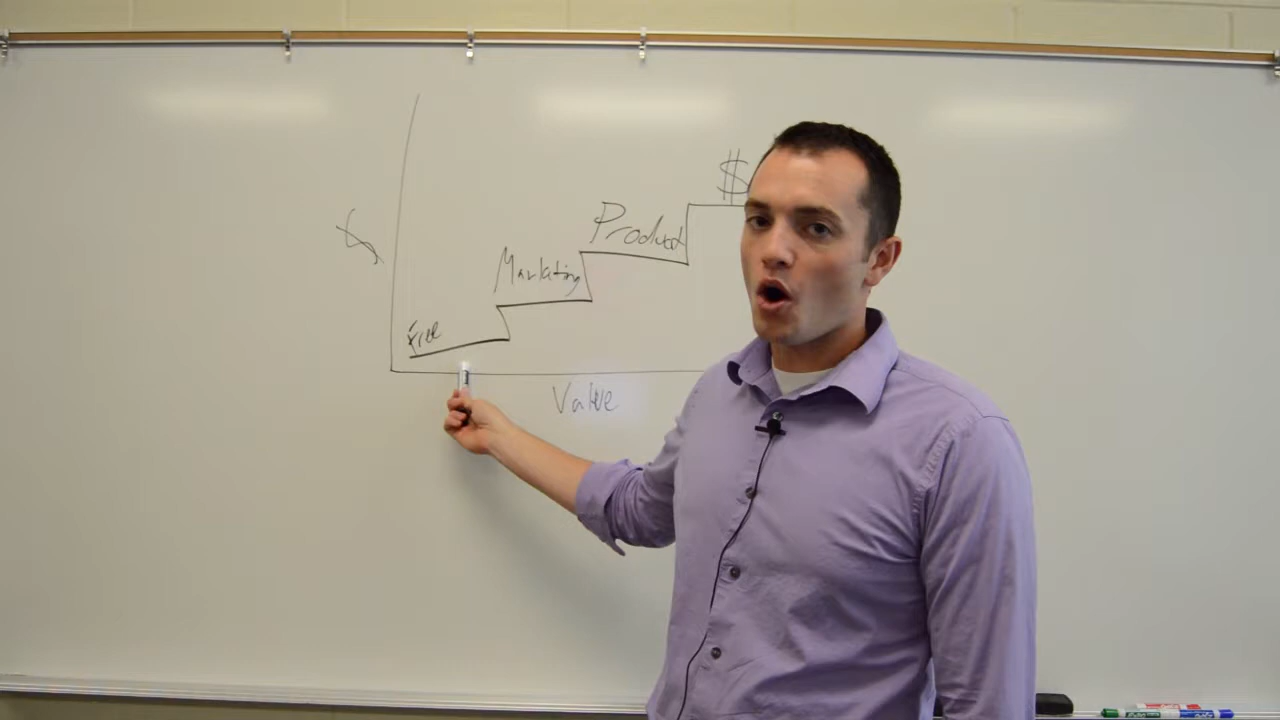 $
Product
Marketing
$
Free
Value